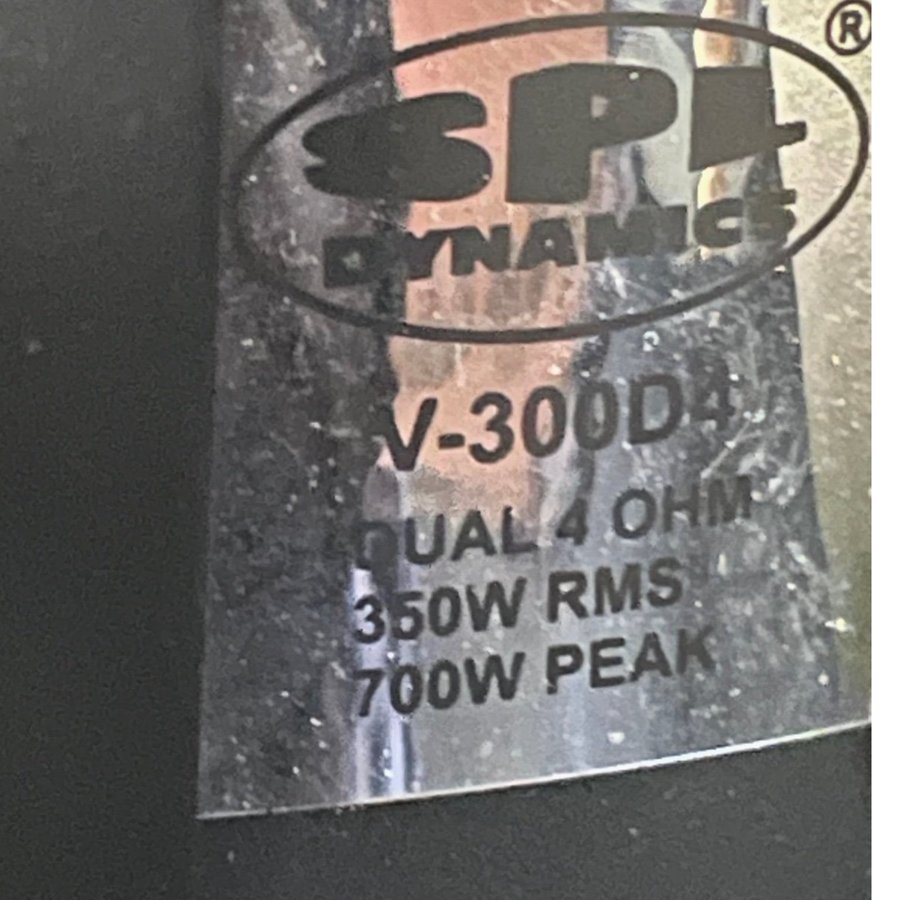 ®
SPL
DYNAMICS
V-300D4
DUAL 4 OHM
350W RMS
700W PEAK